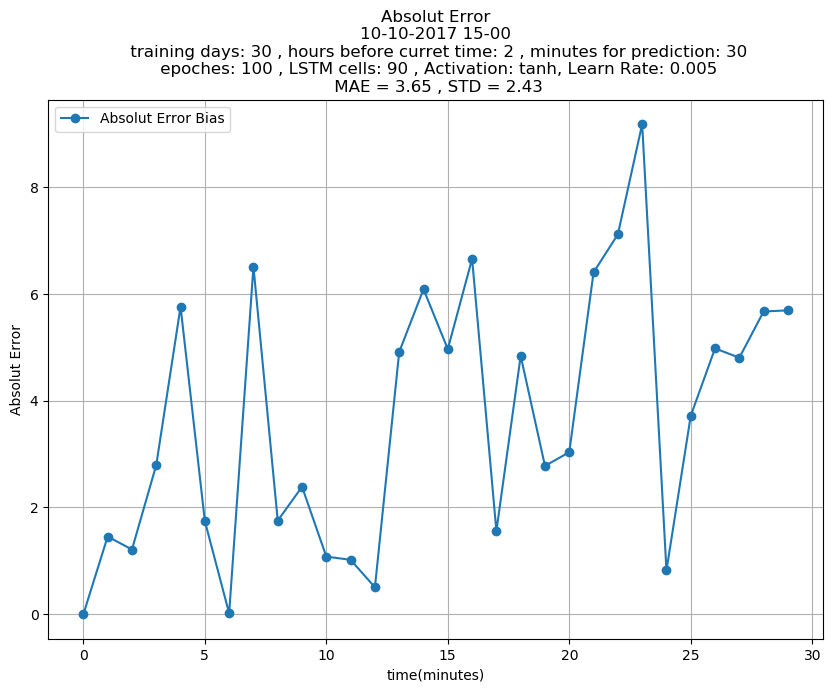 Absolut Error
10-10-2017 15-00
training days: 30 , hours before curret time: 2 , minutes for prediction: 30
epoches: 100 , LSTM cells: 90 , Activation: tanh, Learn Rate: 0.005
MAE = 3.65 , STD = 2.43
Absolut Error Bias
Absolut Error
8
6
4
2
0
0 5 10 15 20 25 30
time(minutes)